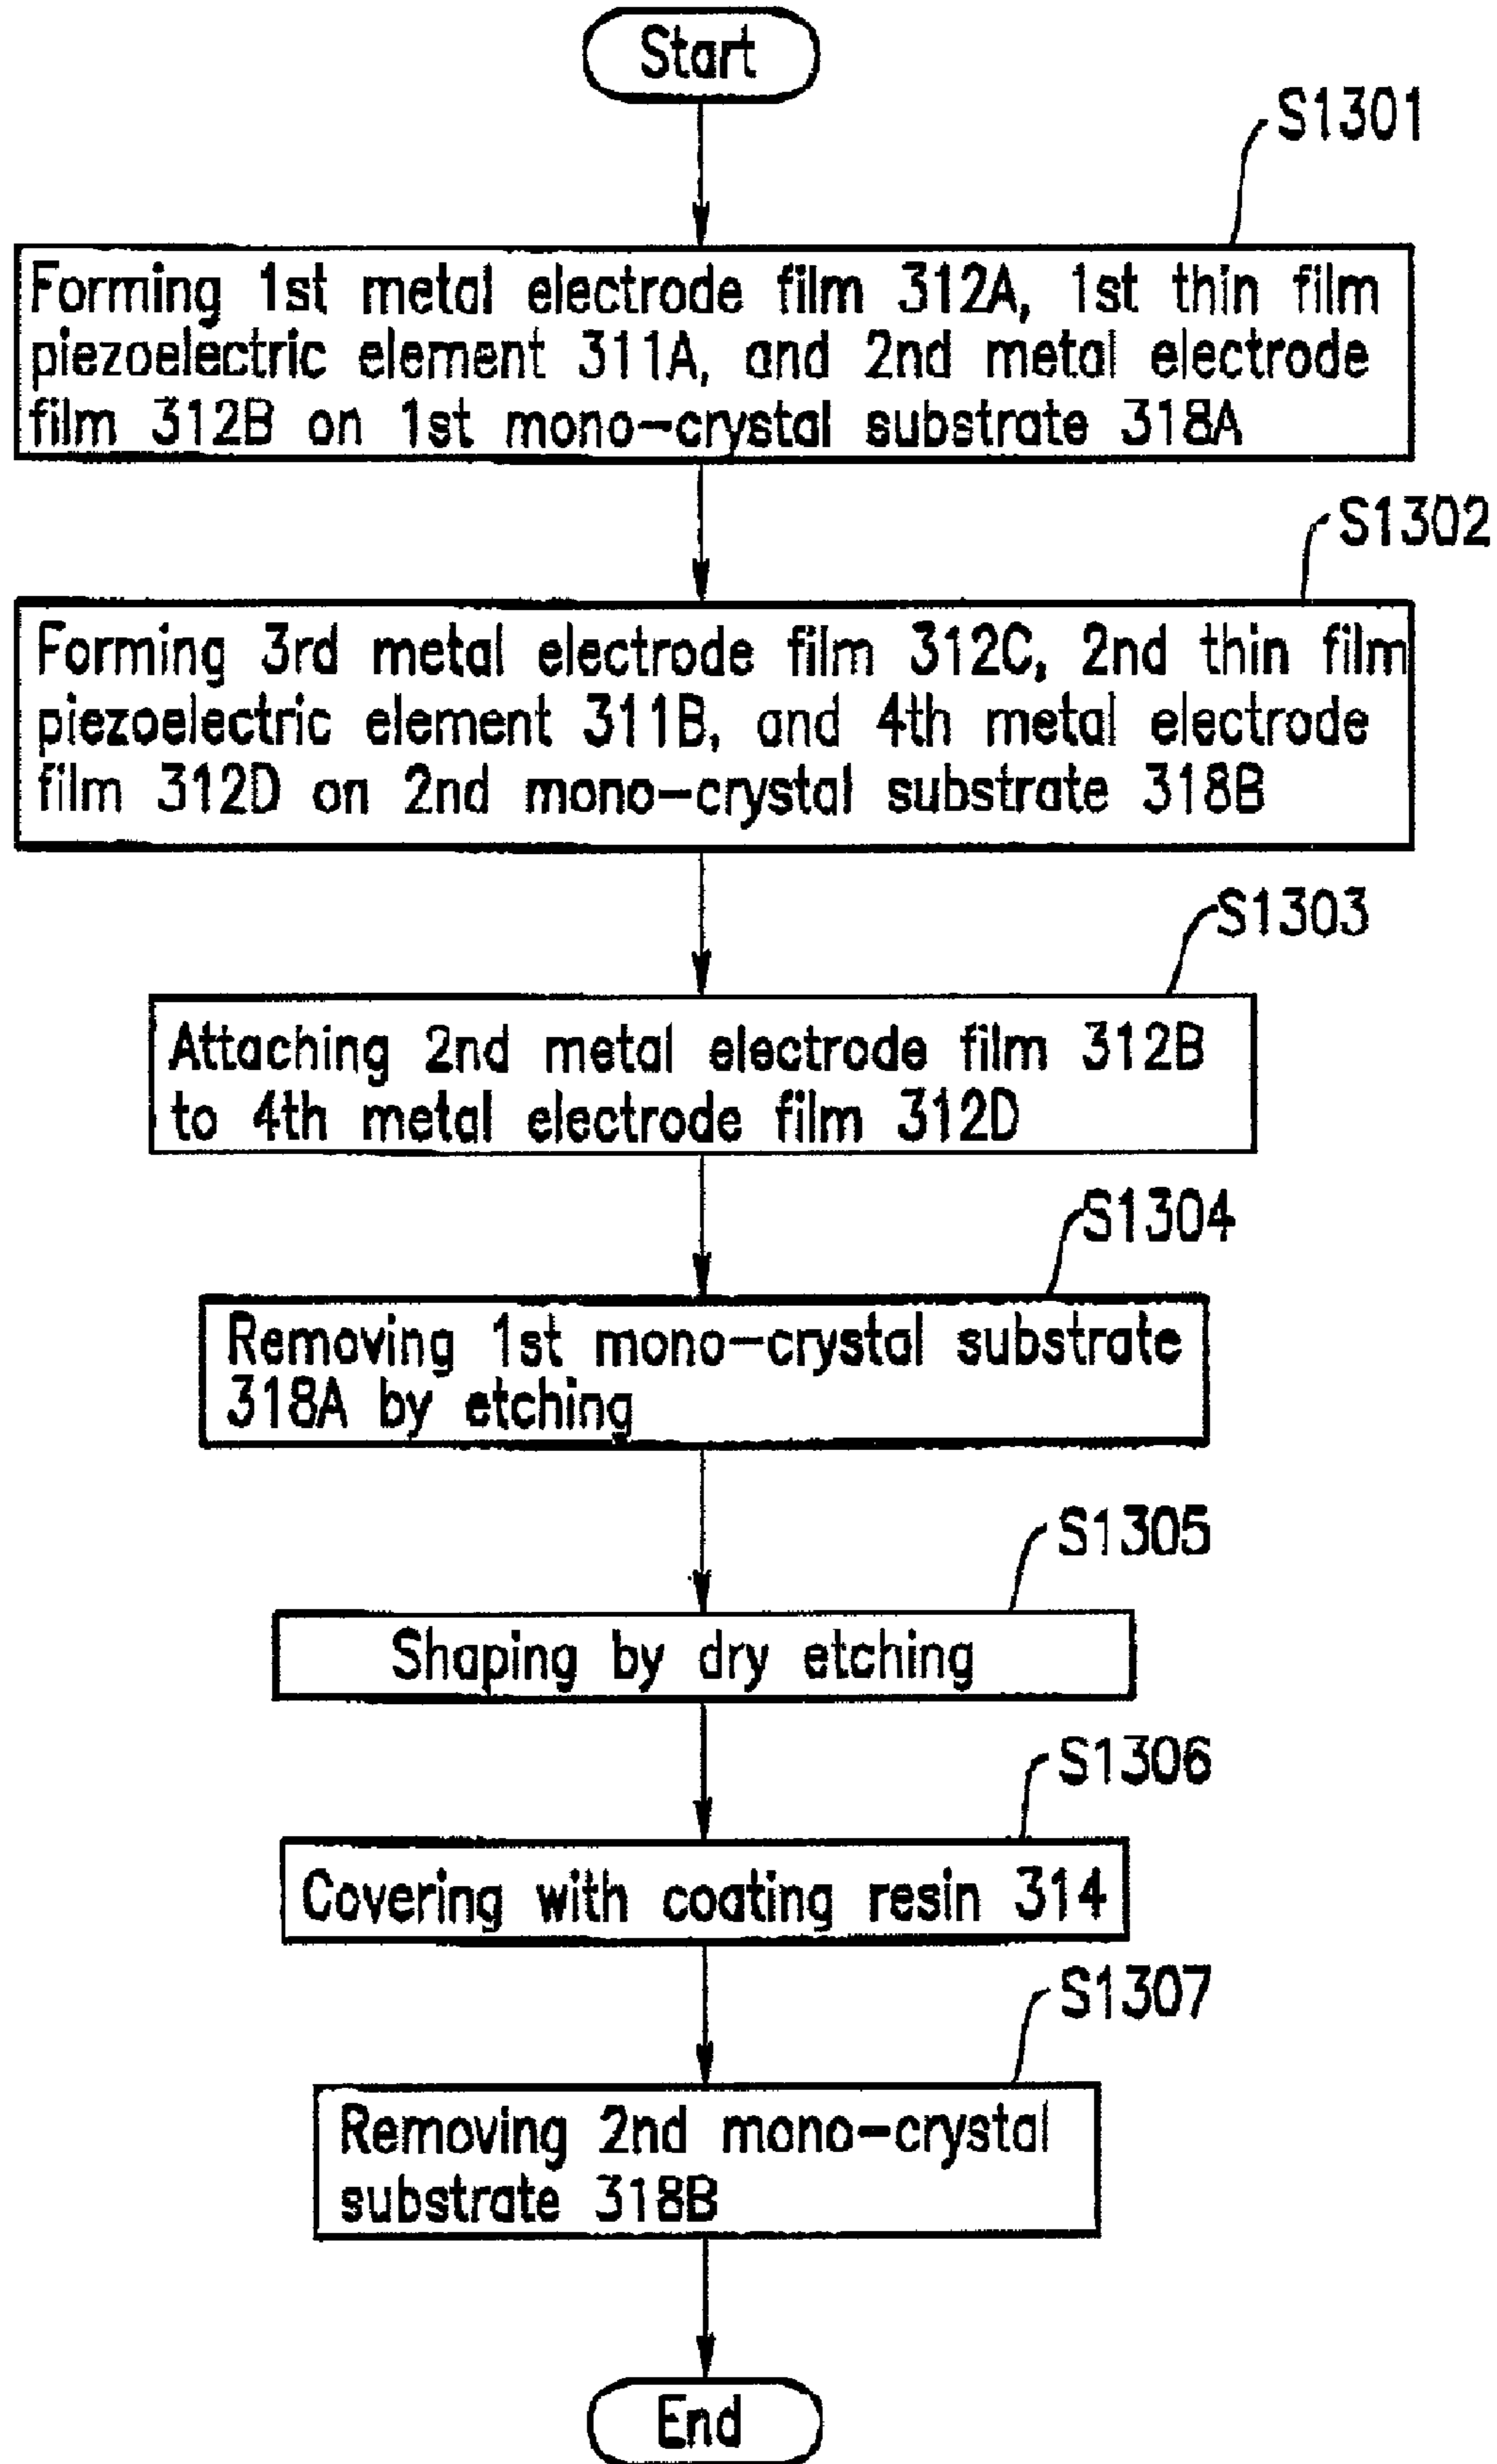 Start
S1301
Forming 1st metal electrode film 312A, 1st thin film
piezoelectric element 311A, and 2nd metal electrode
film 312B on 1st mono-crystal substrate 318A
S1302
Forming 3rd metal electrode film 312C, 2nd thin film
piezoelectric element 311B, and 4th metal electrode
film 312D on 2nd mono-crystal substrate 318B
S1303
Attaching 2nd metal electrode film 312B
to 4th metal electrode film 312D
S1304
Removing 1st mono-crystal substrate
318A by etching
S1305
Shaping by dry etching
S1306
Covering with coating resin 314
S1307
Removing 2nd mono-crystal
substrate 318B
End